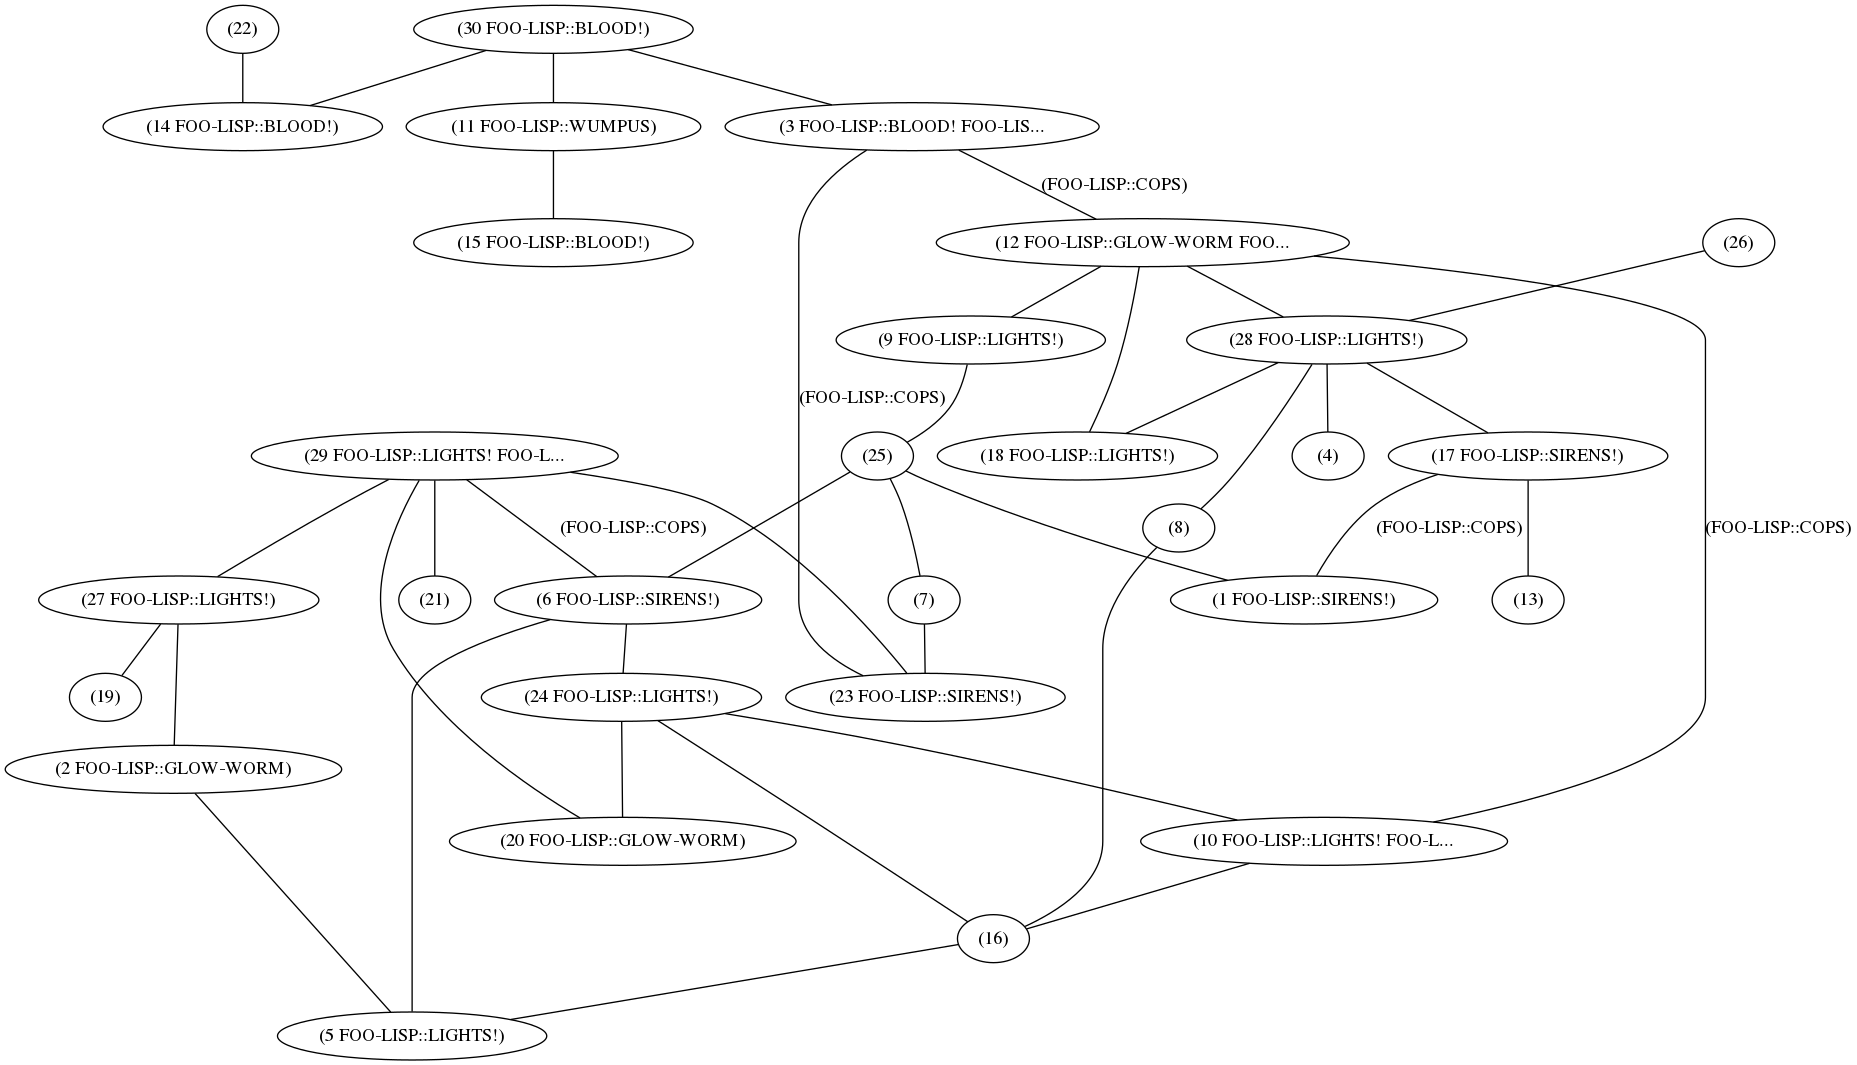 (22)
(30 FOO-LISP::BLOOD!)
(14 FOO-LISP::BLOOD!)
(11 FOO-LISP::WUMPUS)
(3 FOO-LISP::BLOOD! FOO-LIS...
(FOO-LISP::COPS)
(15 FOO-LISP::BLOOD!)
(12 FOO-LISP::GLOW-WORM FOO...
(26)
(9 FOO-LISP::LIGHTS!)
(28 FOO-LISP::LIGHTS!)
(FOO-LISP::COPS)
(29 FOO-LISP::LIGHTS! FOO-L...
(25)
(18 FOO-LISP::LIGHTS!)
(4)
(17 FOO-LISP::SIRENS!)
(FOO-LISP::COPS)
(8)
(FOO-LISP::COPS)
(FOO-LISP::COPS)
(27 FOO-LISP::LIGHTS!)
(21)
(6 FOO-LISP::SIRENS!)
(7)
(1 FOO-LISP::SIRENS!)
(13)
(19)
(24 FOO-LISP::LIGHTS!)
(23 FOO-LISP::SIRENS!)
(2 FOO-LISP::GLOW-WORM)
(20 FOO-LISP::GLOW-WORM)
(10 FOO-LISP::LIGHTS! FOO-L...
(16)
(5 FOO-LISP::LIGHTS!)